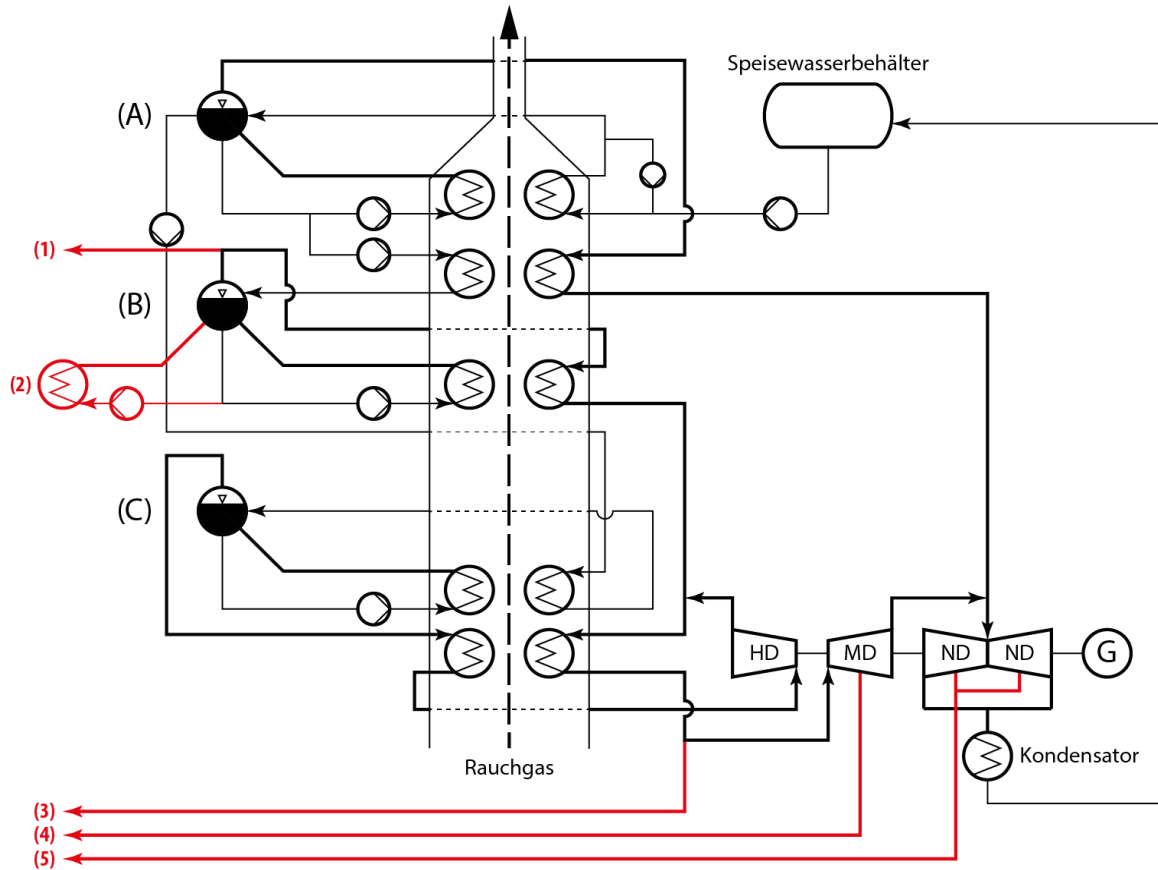 Speisewasserbehälter
(A)
(1)
(B)
(2)
(C)
HD
MD
ND
ND
G
Kondensator
Rauchgas
(3)
(4)
(5)